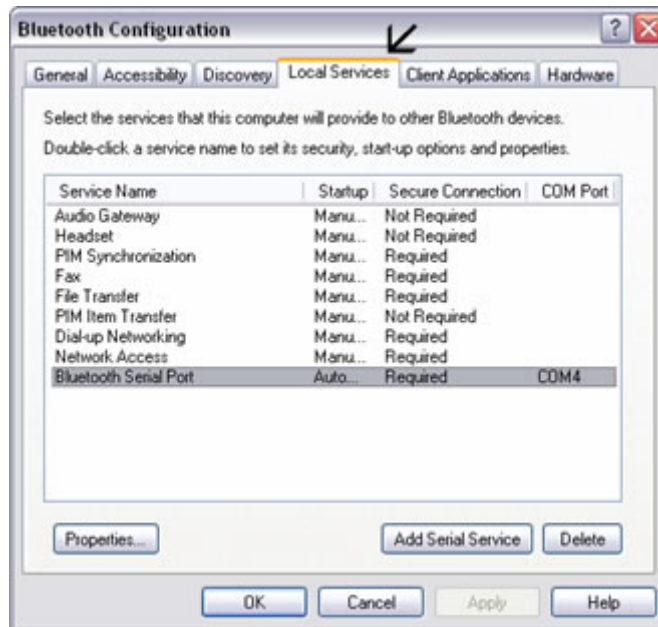 Bluetooth Configuration
General Accessibility Discovery Local Services Client Applications Hardware
Select the services that this computer will provide to other Bluetooth devices.
Double-click a service name to set its security, start-up options and properties.
Service Name Startup Secure Connection COM Port
Audio Gateway Manu... Not Required
Headset Manu... Not Required
PIM Synchronization Manu... Required
Fax Manu... Required
File Transfer Manu... Required
PIM Item Transfer Manu... Not Required
Dial-up Networking Manu... Required
Network Access Manu... Required
Bluetooth Serial Port Auto... Required COM4
Properties... Add Serial Service Delete
OK Cancel Apply Help